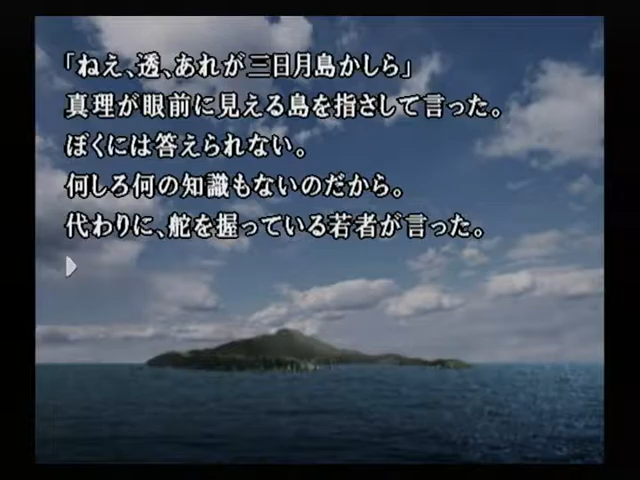 「ねえ、透、あれが三日月島かしら」
真理が眼前に見える島を指さして言った。
ぼくには答えられない。
何しろ何の知識もないのだから。
代わりに、舵を握っている若者が言った。